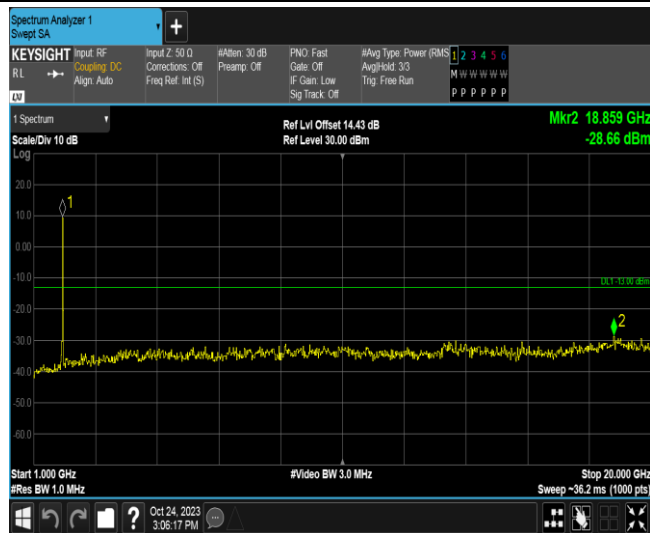 Spectrum Analyzer 1
Swept SA
+
KEYSIGHT
RL
LXI
Input: RF
Coupling: DC
Align: Auto
Input Z: 50 Ω
Corrections: Off
Freq Ref: Int (S)
#Atten: 30 dB
Preamp: Off
PNO: Fast
Gate: Off
IF Gain: Low
Sig Track: Off
#Avg Type: Power (RMS
Avg|Hold: 3/3
Trig: Free Run
1 2 3 4 5 6
M W W W W W
P P P P P P
1 Spectrum
Scale/Div 10 dB
Ref Lvl Offset 14.43 dB
Ref Level 30.00 dBm
Mkr2 18.859 GHz
-28.66 dBm
Log
20.0
1
10.0
0.00
-10.0
DL1 -13.00 dBm
-20.0
2
-30.0
-40.0
-50.0
-60.0
Start 1.000 GHz
#Video BW 3.0 MHz
Stop 20.000 GHz
#Res BW 1.0 MHz
Sweep ~36.2 ms (1000 pts)
?
Oct 24, 2023
3:06:17 PM